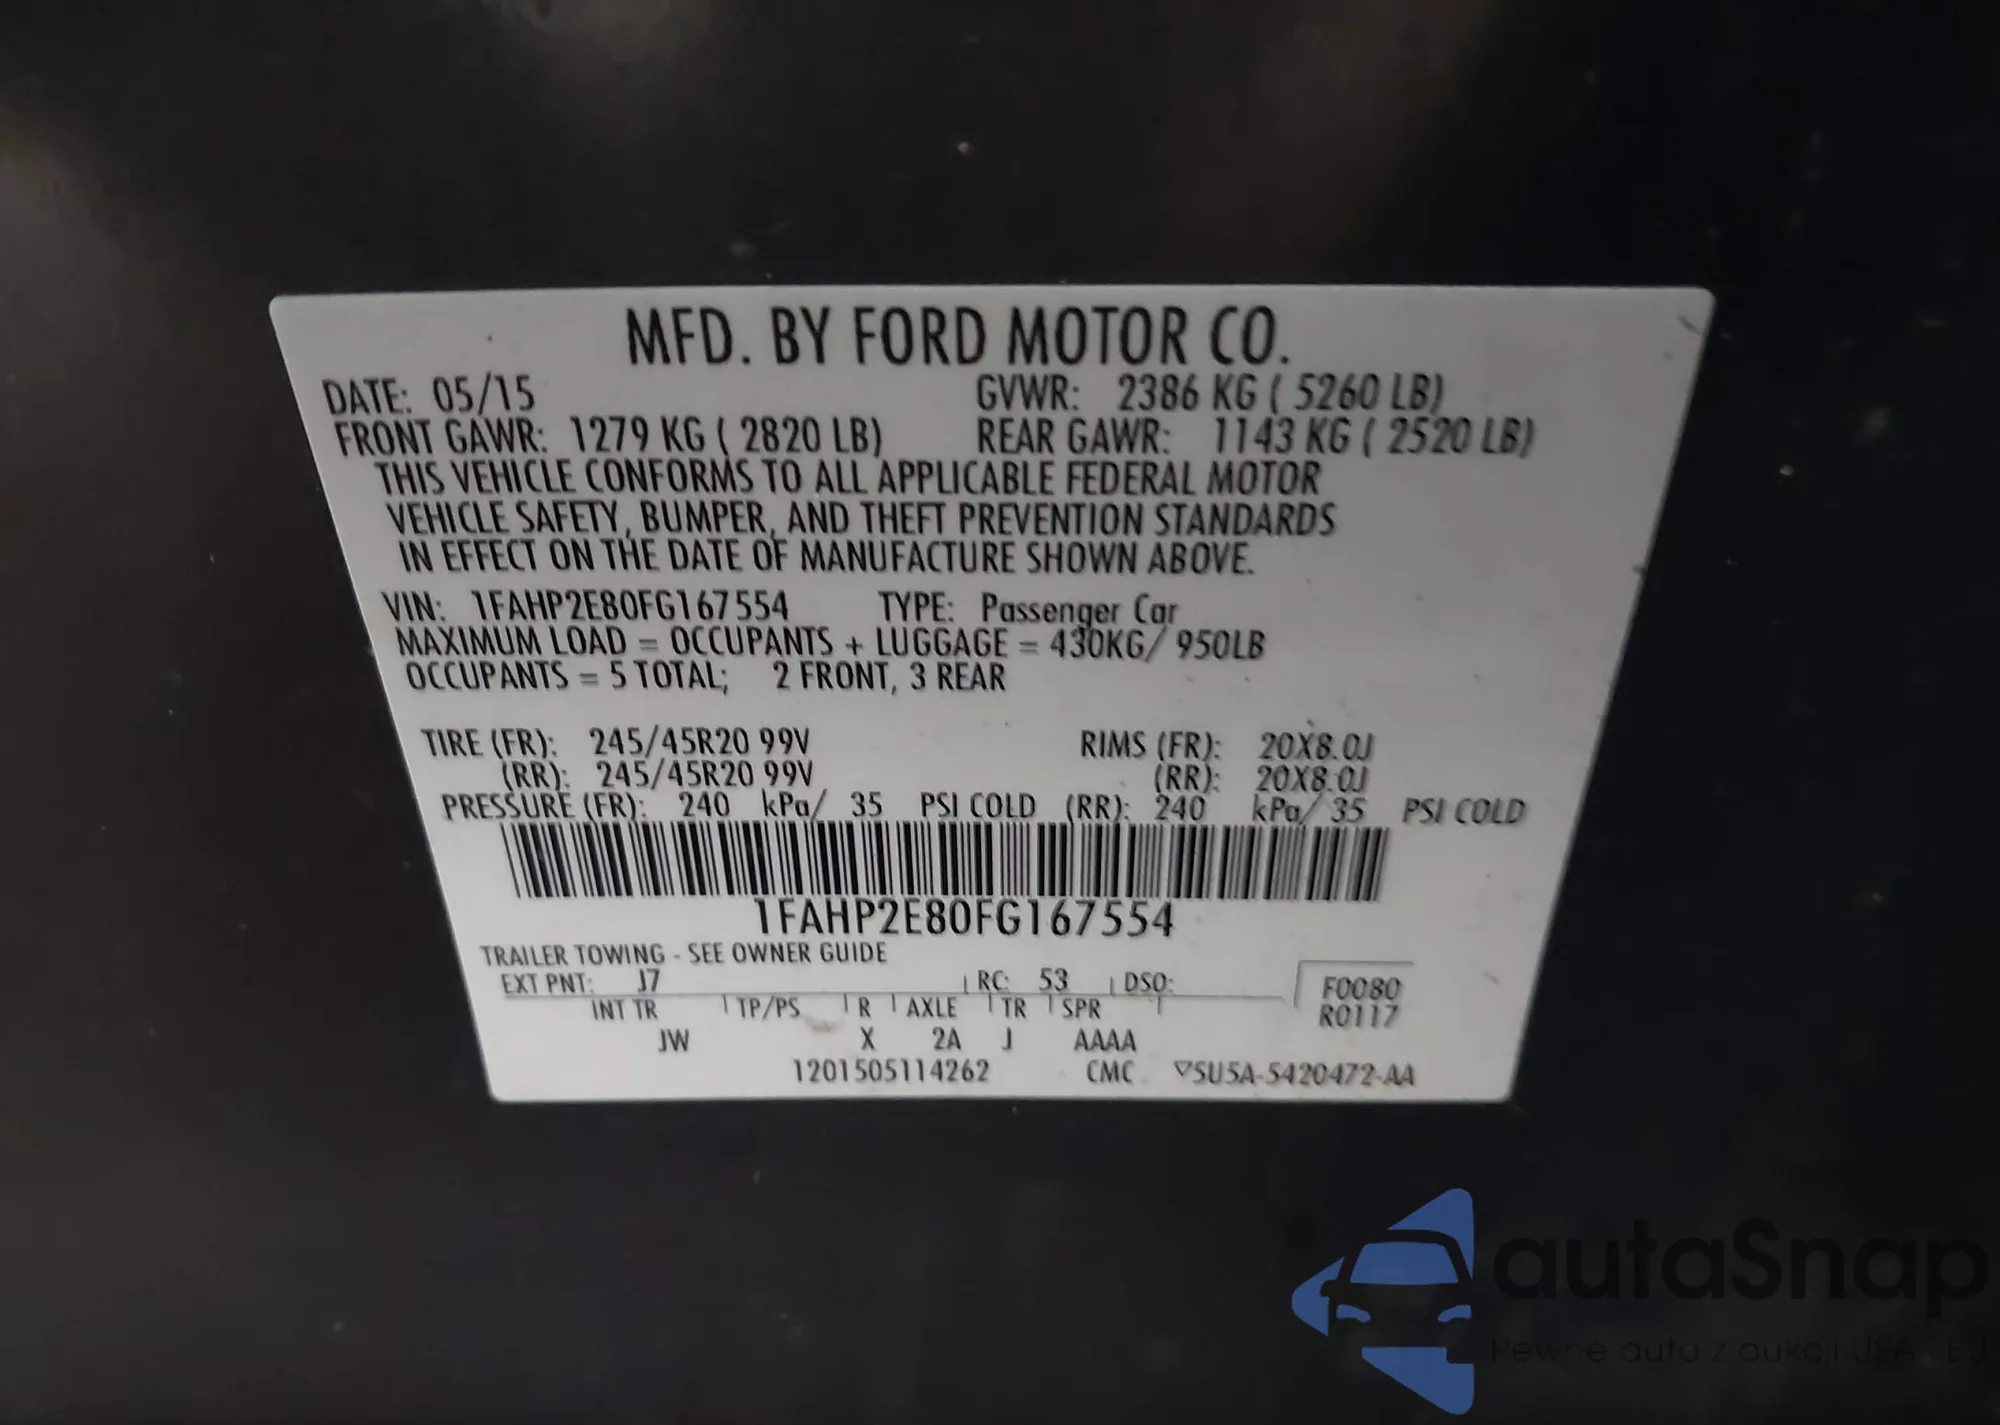 MFD. BY FORD MOTOR CO.
DATE: 05/15 GVWR: 2386 KG ( 5260 LB)
FRONT GAWR: 1279 KG ( 2820 LB) REAR GAWR: 1143 KG ( 2520 LB)
THIS VEHICLE CONFORMS TO ALL APPLICABLE FEDERAL MOTOR
VEHICLE SAFETY, BUMPER, AND THEFT PREVENTION STANDARDS
IN EFFECT ON THE DATE OF MANUFACTURE SHOWN ABOVE.
VIN: 1FAHP2E80FG167554 TYPE: Passenger Car
MAXIMUM LOAD = OCCUPANTS + LUGGAGE = 430KG/ 950LB
OCCUPANTS = 5 TOTAL; 2 FRONT, 3 REAR
TIRE (FR): 245/45R20 99V RIMS (FR): 20X8.0J
(RR): 245/45R20 99V (RR): 20X8.0J
PRESSURE (FR): 240 kPa/ 35 PSI COLD (RR): 240 kPa/ 35 PSI COLD
1FAHP2E80FG167554
TRAILER TOWING - SEE OWNER GUIDE
EXT PNT: J7 RC: 53 DSO: F0080
INT TR TP/PS R AXLE TR SPR R0117
JW X 2A J AAAA
1201505114262 CMC ▽5U5A-5420472-AA
autaSnap
Pewne auta z aukcji USA i EU